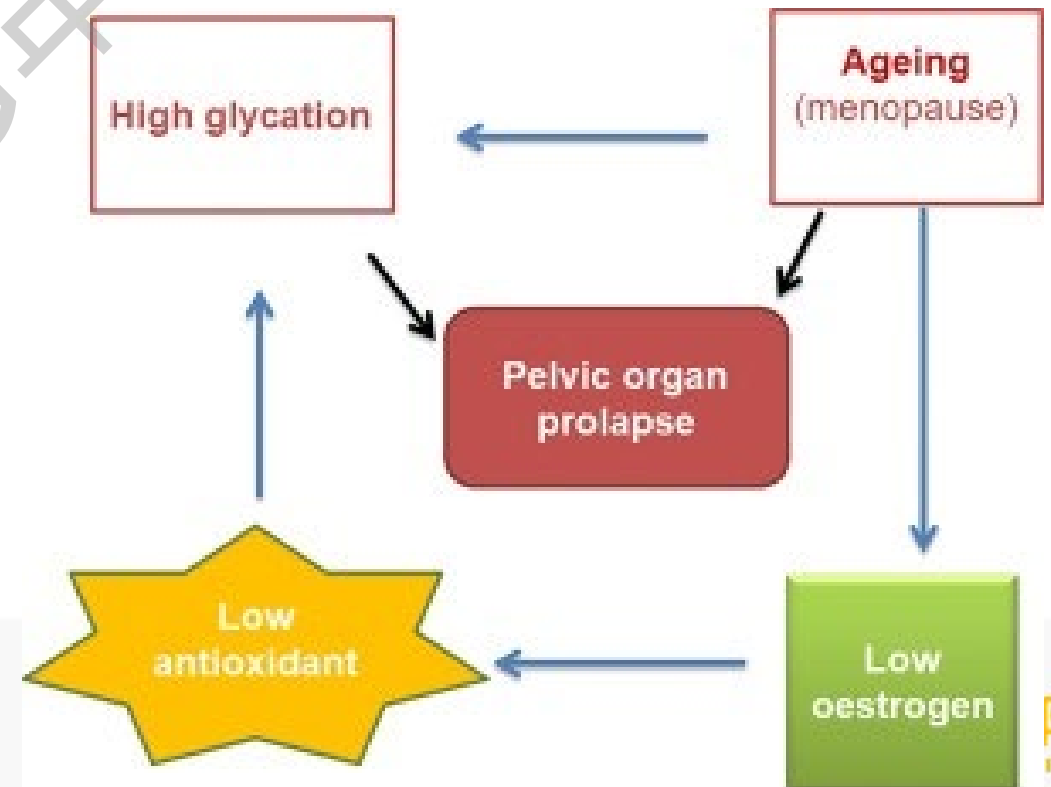 High glycation
Ageing
(menopause)
Pelvic organ
prolapse
Low
antioxidant
Low
oestrogen